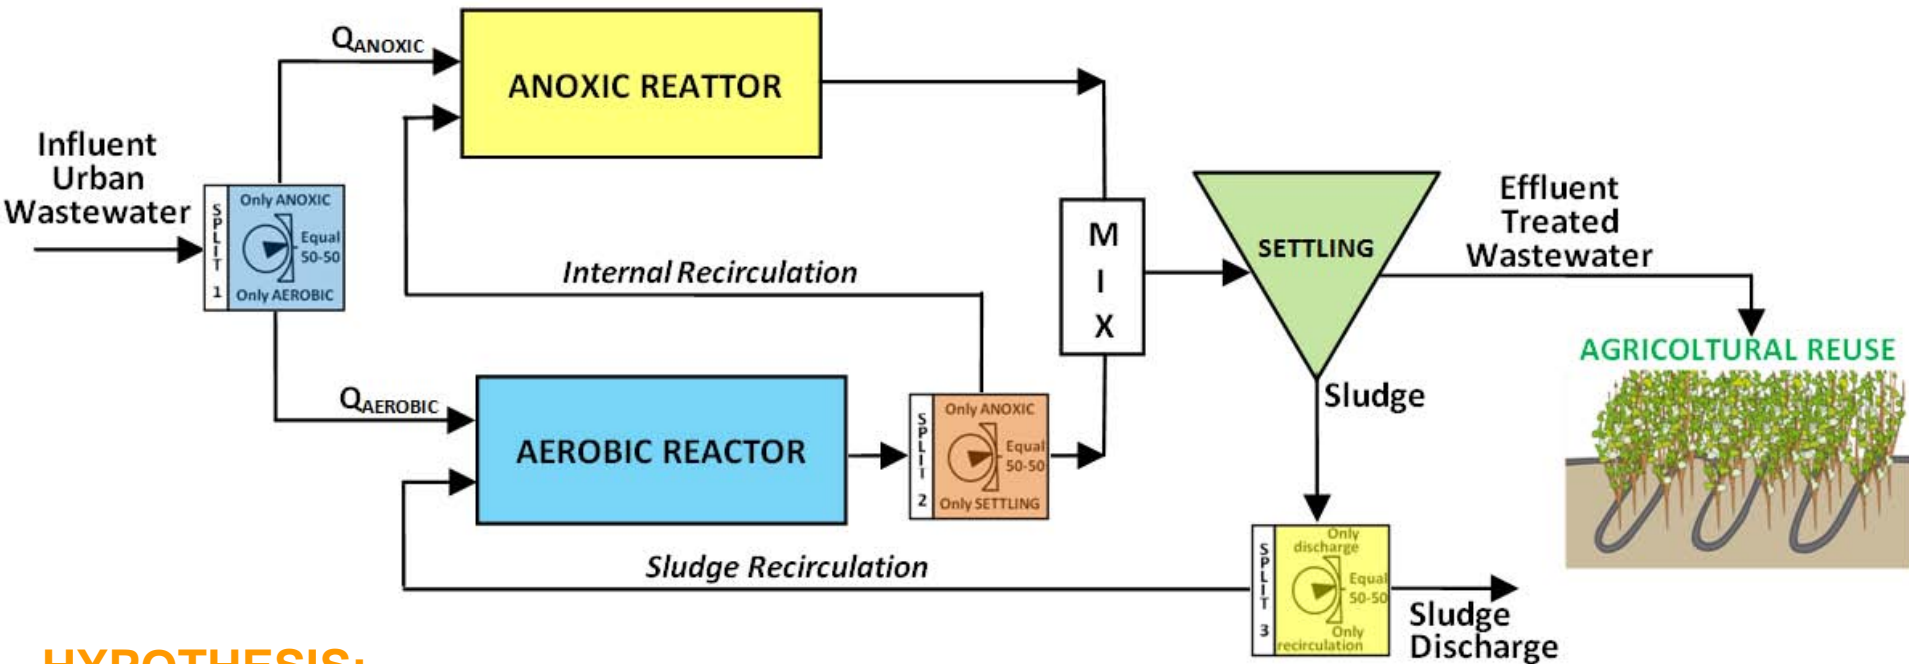 QANOXIC
ANOXIC REATTOR
Influent
Urban
Wastewater
SPLIT 1
Only ANOXIC
Equal
50-50
Only AEROBIC
Internal Recirculation
MIX
SETTLING
Effluent
Treated
Wastewater
AGRICOLTURAL REUSE
QAEROBIC
AEROBIC REACTOR
SPLIT 2
Only ANOXIC
Equal
50-50
Only SETTLING
Sludge
Sludge Recirculation
SPLIT 3
Only
discharge
Equal
50-50
Only
recirculation
Sludge
Discharge
HYPOTHESIS: